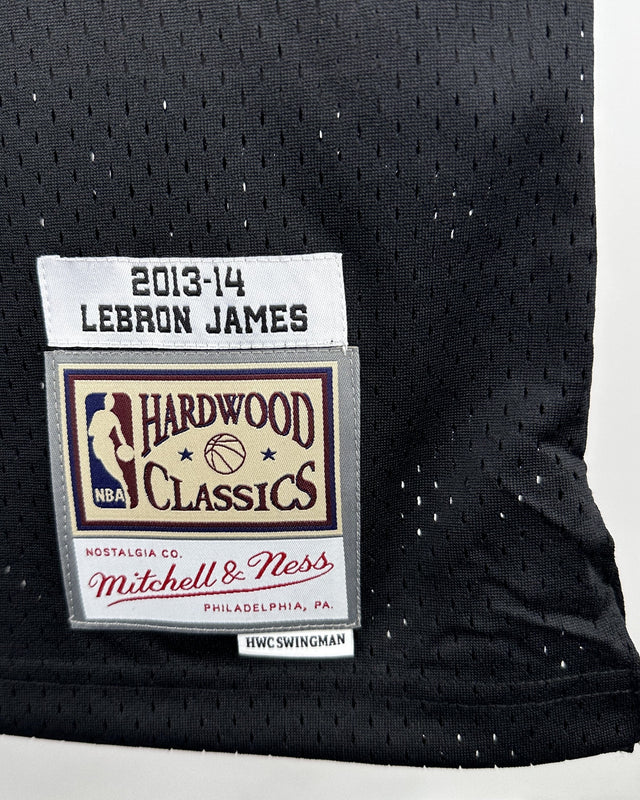 2013-14
LEBRON JAMES
HARDWOOD
CLASSICS
NBA
NOSTALGIA CO.
Mitchell & Ness
PHILADELPHIA, PA.
HWC SWINGMAN